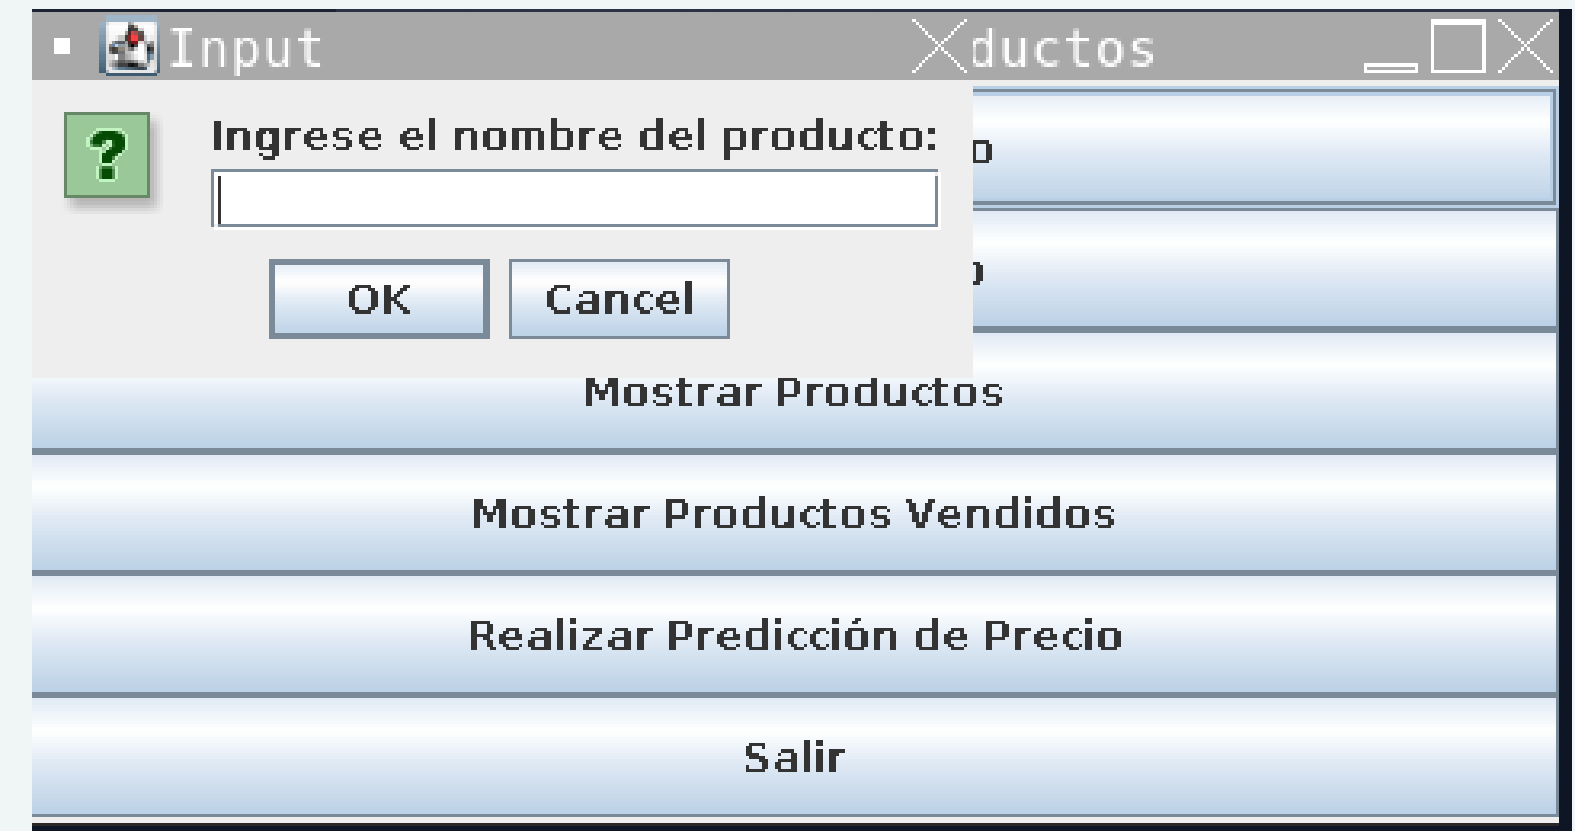 Input
ductos
Ingrese el nombre del producto:
o
OK Cancel
Mostrar Productos
Mostrar Productos Vendidos
Realizar Predicción de Precio
Salir